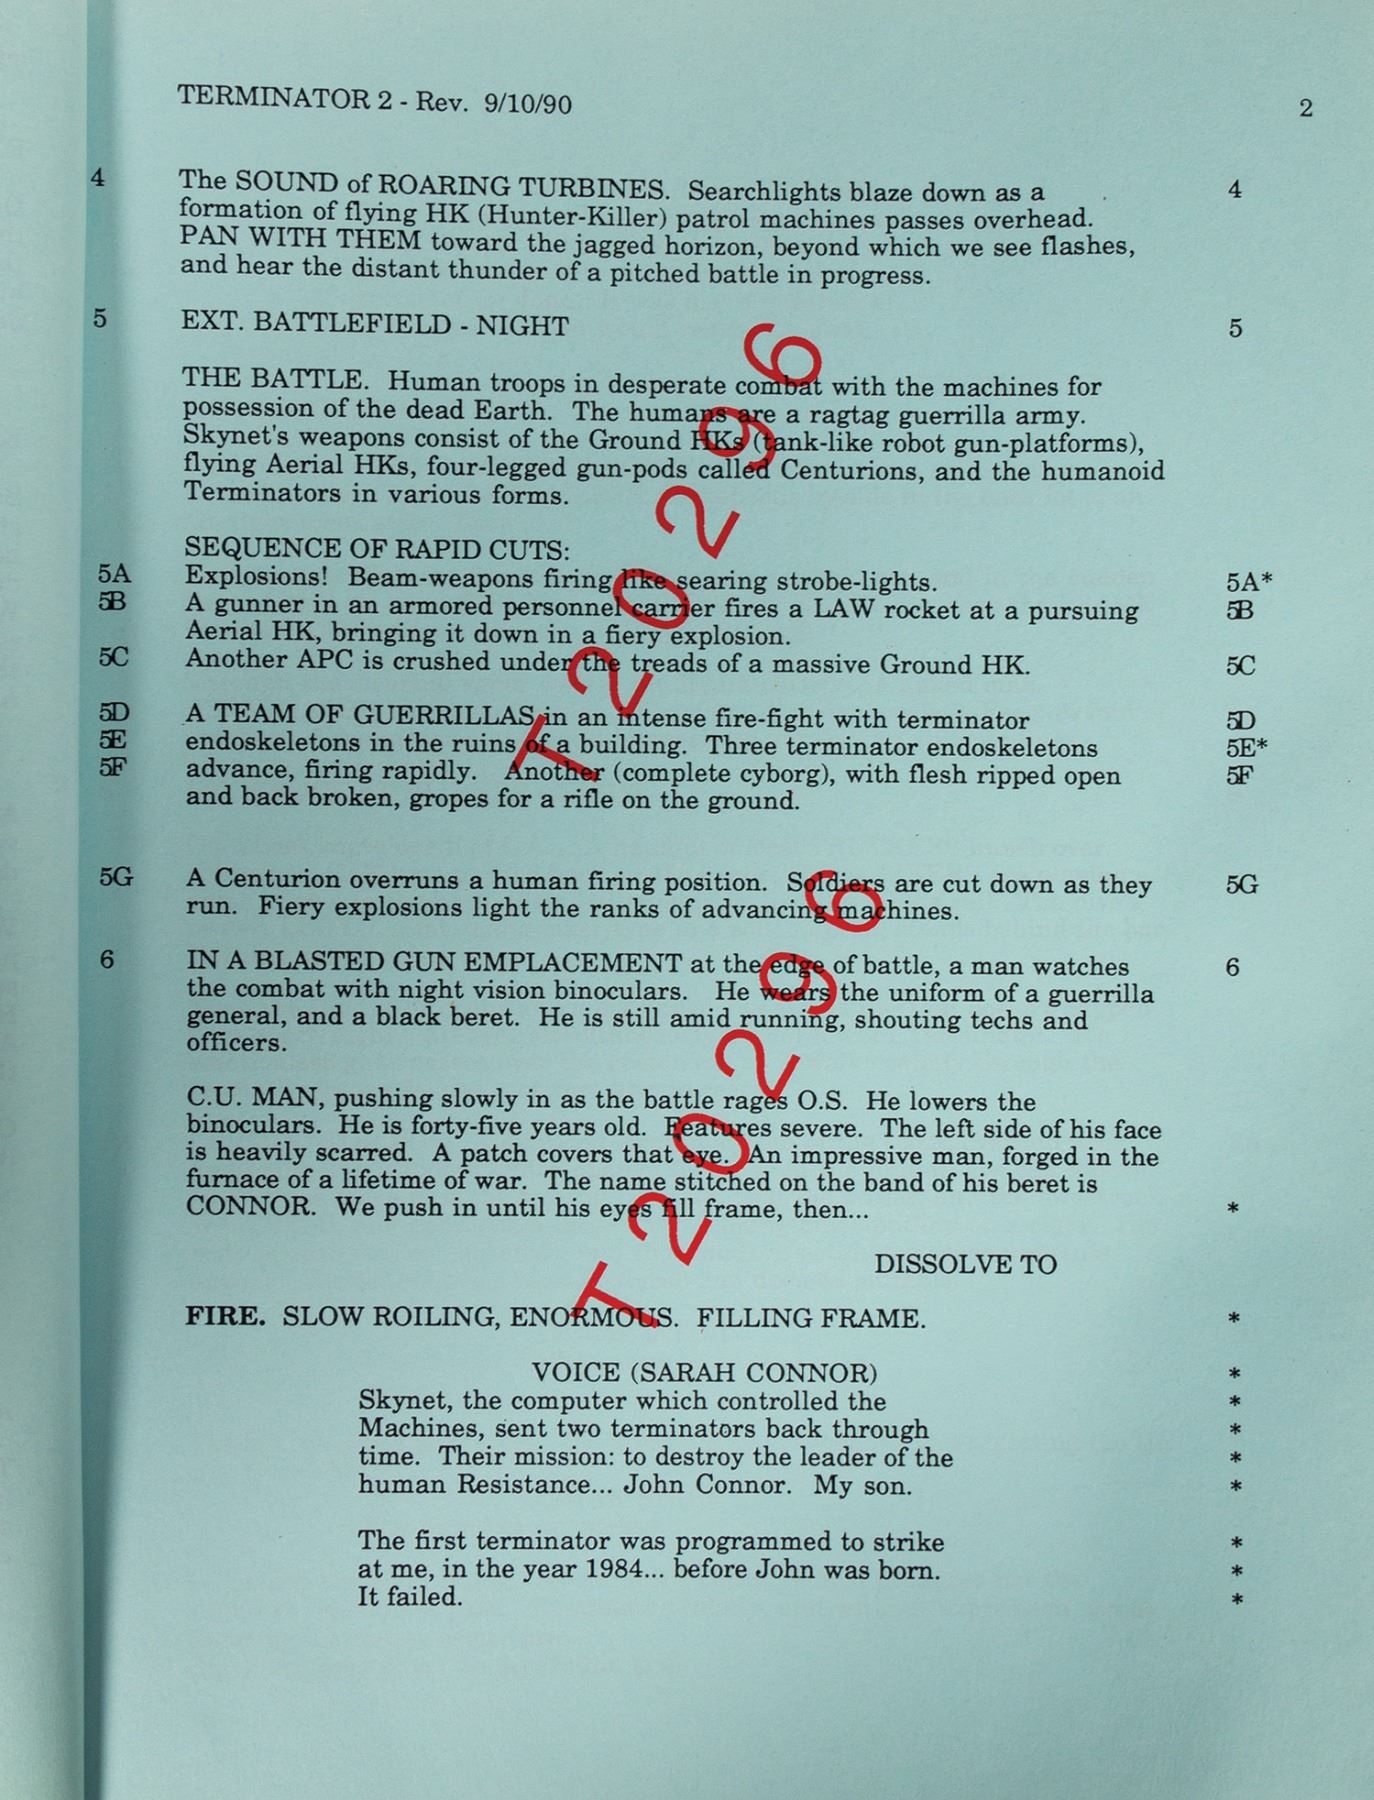 TERMINATOR 2 - Rev. 9/10/90 2
4 The SOUND of ROARING TURBINES. Searchlights blaze down as a 4
formation of flying HK (Hunter-Killer) patrol machines passes overhead.
PAN WITH THEM toward the jagged horizon, beyond which we see flashes,
and hear the distant thunder of a pitched battle in progress.
5 EXT. BATTLEFIELD - NIGHT 5
THE BATTLE. Human troops in desperate combat with the machines for
possession of the dead Earth. The humans are a ragtag guerrilla army.
Skynet's weapons consist of the Ground HKs (tank-like robot gun-platforms),
flying Aerial HKs, four-legged gun-pods called Centurions, and the humanoid
Terminators in various forms.
SEQUENCE OF RAPID CUTS:
5A Explosions! Beam-weapons firing like searing strobe-lights. 5A*
5B A gunner in an armored personnel carrier fires a LAW rocket at a pursuing 5B
Aerial HK, bringing it down in a fiery explosion.
5C Another APC is crushed under the treads of a massive Ground HK. 5C
5D A TEAM OF GUERRILLAS in an intense fire-fight with terminator 5D
5E endoskeletons in the ruins of a building. Three terminator endoskeletons 5E*
5F advance, firing rapidly. Another (complete cyborg), with flesh ripped open 5F
and back broken, gropes for a rifle on the ground.
5G A Centurion overruns a human firing position. Soldiers are cut down as they 5G
run. Fiery explosions light the ranks of advancing machines.
6 IN A BLASTED GUN EMPLACEMENT at the edge of battle, a man watches 6
the combat with night vision binoculars. He wears the uniform of a guerrilla
general, and a black beret. He is still amid running, shouting techs and
officers.
C.U. MAN, pushing slowly in as the battle rages O.S. He lowers the
binoculars. He is forty-five years old. Features severe. The left side of his face
is heavily scarred. A patch covers that eye. An impressive man, forged in the
furnace of a lifetime of war. The name stitched on the band of his beret is
CONNOR. We push in until his eyes fill frame, then... *
DISSOLVE TO
FIRE. SLOW ROILING, ENORMOUS. FILLING FRAME. *
VOICE (SARAH CONNOR) *
Skynet, the computer which controlled the *
Machines, sent two terminators back through *
time. Their mission: to destroy the leader of the *
human Resistance... John Connor. My son. *
The first terminator was programmed to strike *
at me, in the year 1984... before John was born. *
It failed. *
T20296
T20296